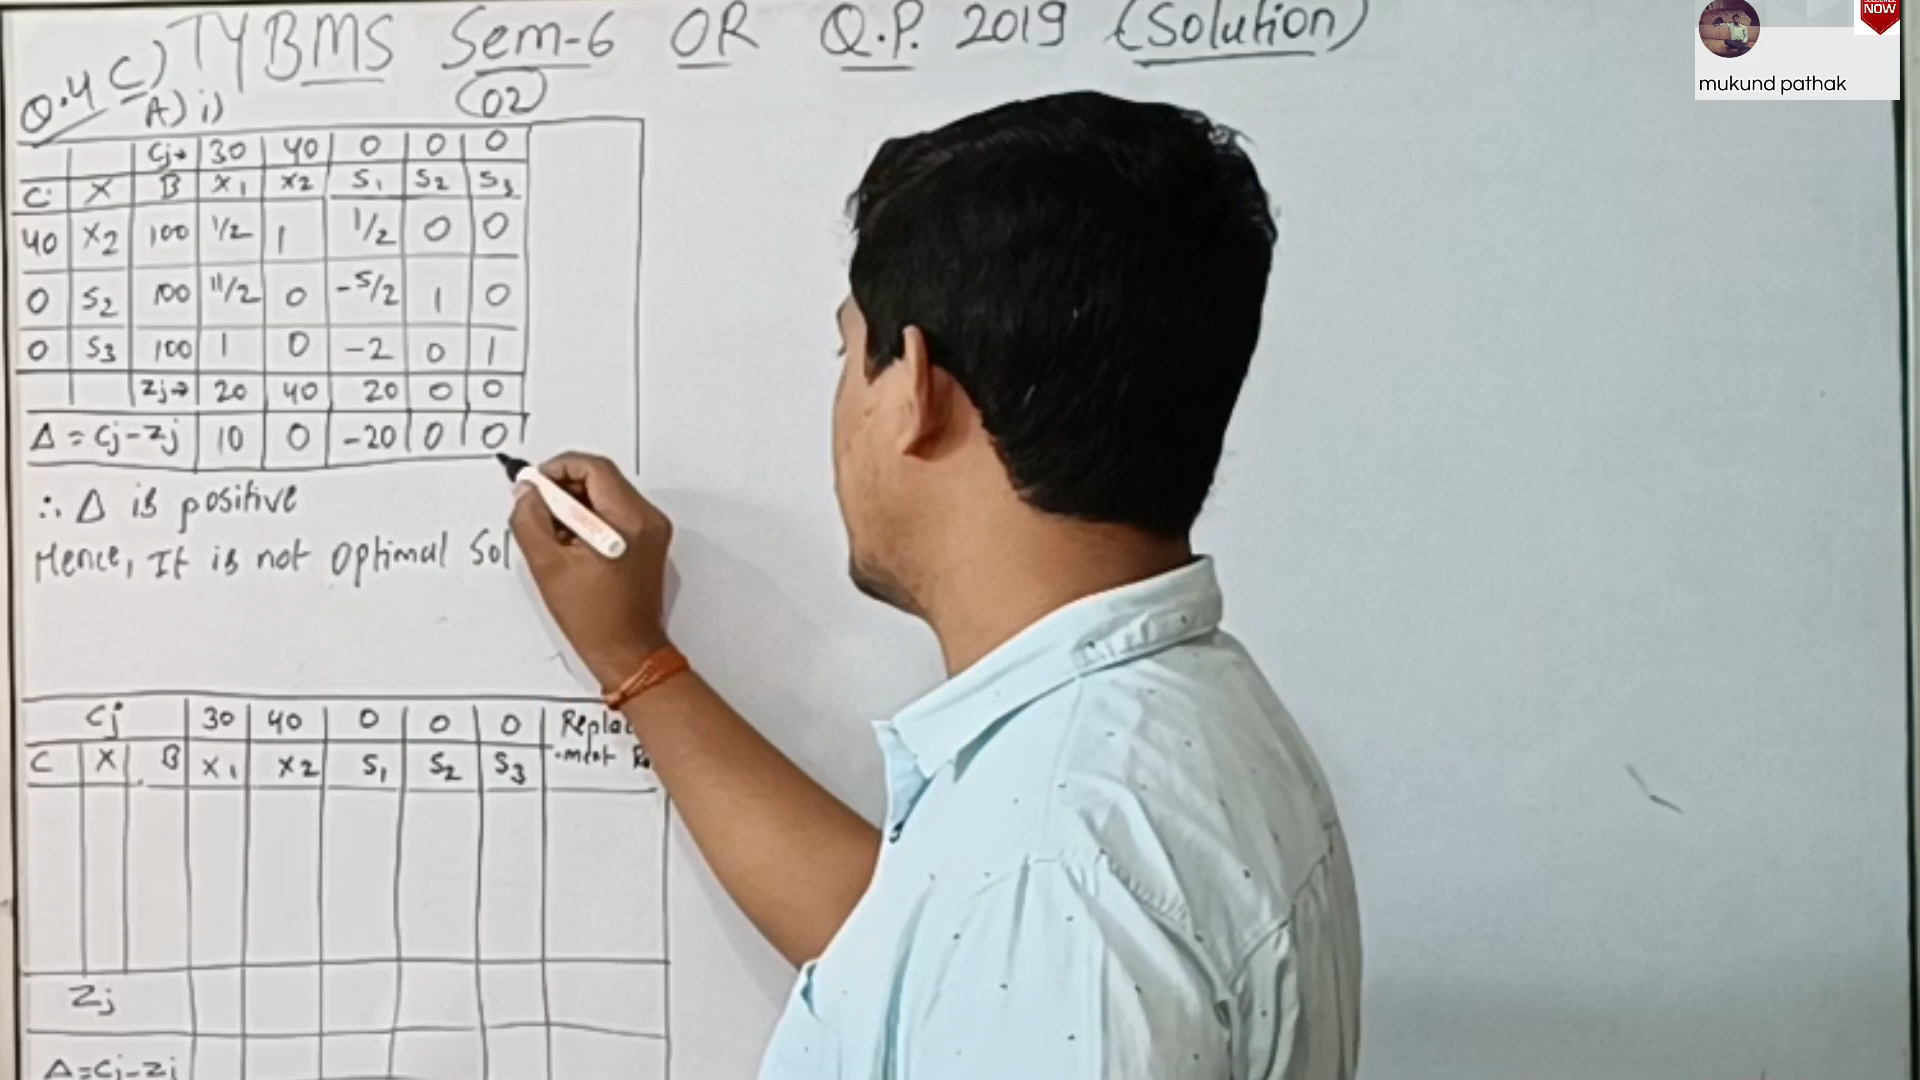 TYBMS Sem-6 OR Q.P. 2019 (Solution)
Q.4 C)
A) i)
02
Cj→ 30 40 0 0 0
C X B X1 X2 S1 S2 S3
40 X2 100 1/2 1 1/2 0 0
0 S2 100 11/2 0 -5/2 1 0
0 S3 100 1 0 -2 0 1
Zj→ 20 40 20 0 0
Δ = Cj-Zj 10 0 -20 0 0
∴ Δ is positive
Hence, It is not optimal Sol
Cj 30 40 0 0 0
C X B X1 X2 S1 S2 S3
-ment
Zj
Δ=Cj-Zj
NOW
mukund pathak